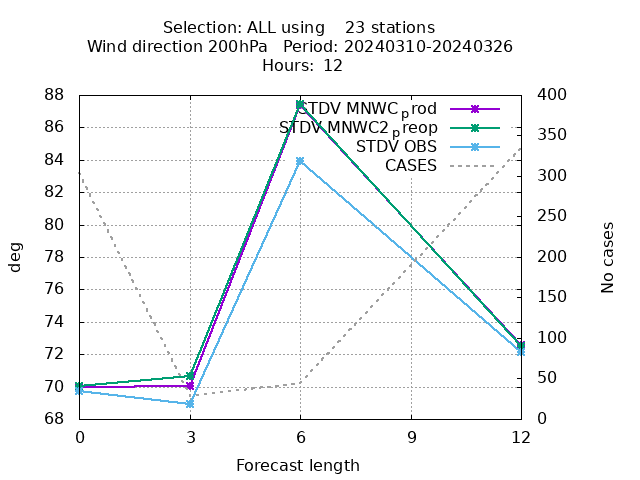 Selection: ALL using 23 stations
Wind direction 200hPa Period: 20240310-20240326
Hours: 12
88
86
84
82
80
78
76
74
72
70
68
400
350
300
250
200
150
100
50
0
STDV MNWC_prod
STDV MNWC2_preop
STDV OBS
CASES
deg
No cases
0 3 6 9 12
Forecast length